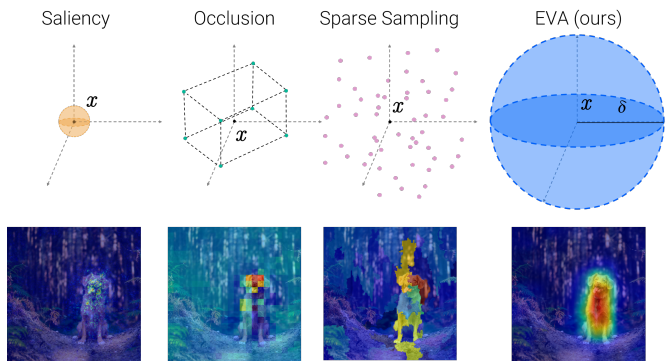 Saliency Occlusion Sparse Sampling EVA (ours)
x x x x δ